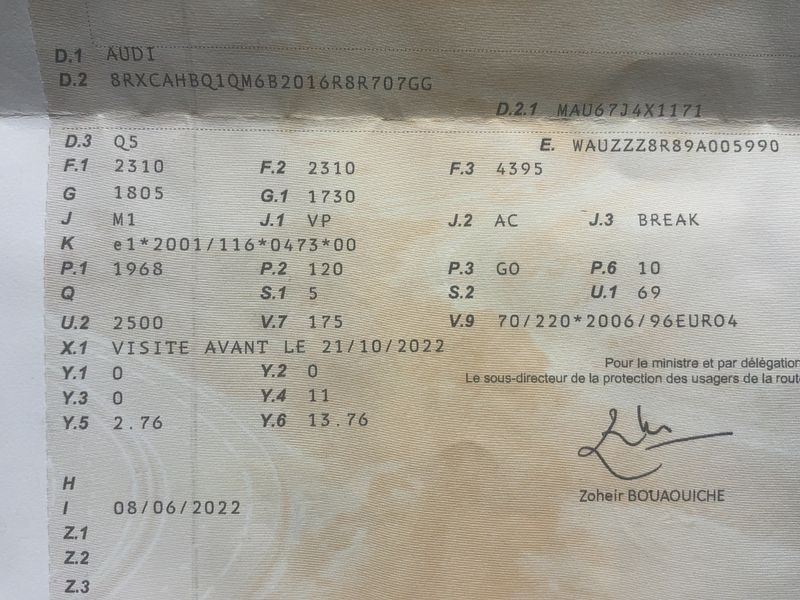 D.1 AUDI
D.2 8RXCAHBQ1QM6B2016R8R707GG
D.2.1 MAU67J4X1171
D.3 Q5 E. WAUZZZ8R89A005990
F.1 2310 F.2 2310 F.3 4395
G 1805 G.1 1730
J M1 J.1 VP J.2 AC J.3 BREAK
K e1*2001/116*0473*00
P.1 1968 P.2 120 P.3 GO P.6 10
Q S.1 5 S.2 U.1 69
U.2 2500 V.7 175 V.9 70/220*2006/96EURO4
X.1 VISITE AVANT LE 21/10/2022
Pour le ministre et par délégation
Y.1 0 Y.2 0
Le sous-directeur de la protection des usagers de la route
Y.3 0 Y.4 11
Y.5 2.76 Y.6 13.76
H
Zoheir BOUAOUICHE
I 08/06/2022
Z.1
Z.2
Z.3